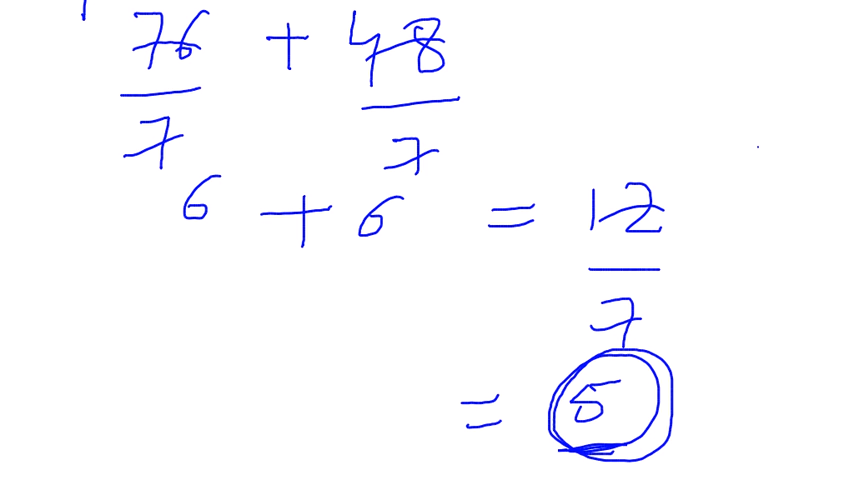 76 + 48
7 7
6 + 6 = 12
7
= 5